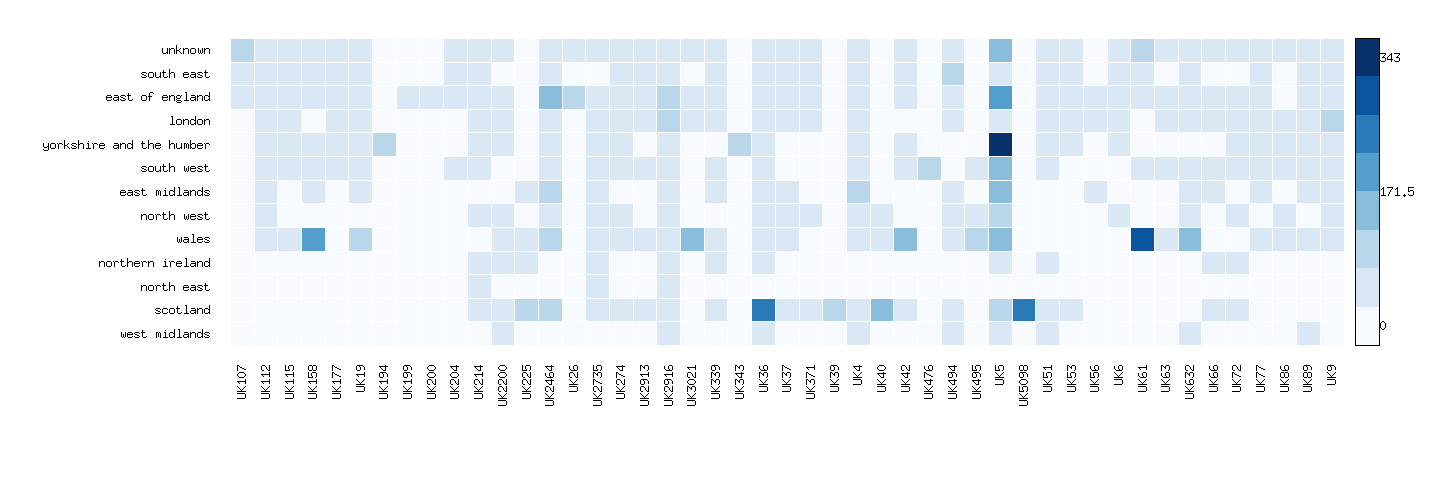 unknown
south east
east of england
london
yorkshire and the humber
south west
east midlands
north west
wales
northern ireland
north east
scotland
west midlands
343
171.5
0
UK107
UK112
UK115
UK158
UK177
UK19
UK194
UK199
UK200
UK204
UK214
UK2200
UK225
UK2464
UK26
UK2735
UK274
UK2913
UK2916
UK3021
UK339
UK343
UK36
UK37
UK371
UK39
UK4
UK40
UK42
UK476
UK494
UK495
UK5
UK5098
UK51
UK53
UK56
UK6
UK61
UK63
UK632
UK66
UK72
UK77
UK86
UK89
UK9